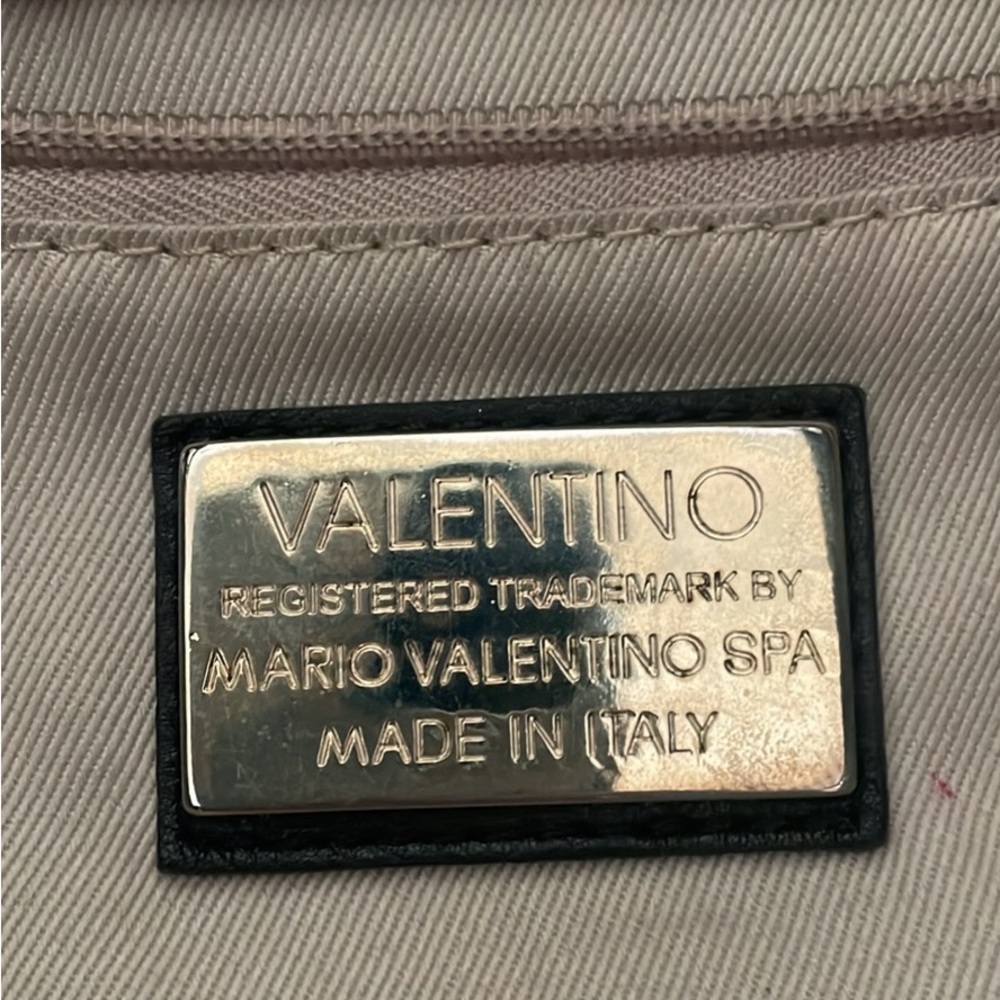 VALENTINO
REGISTERED TRADEMARK BY
MARIO VALENTINO SPA
MADE IN ITALY